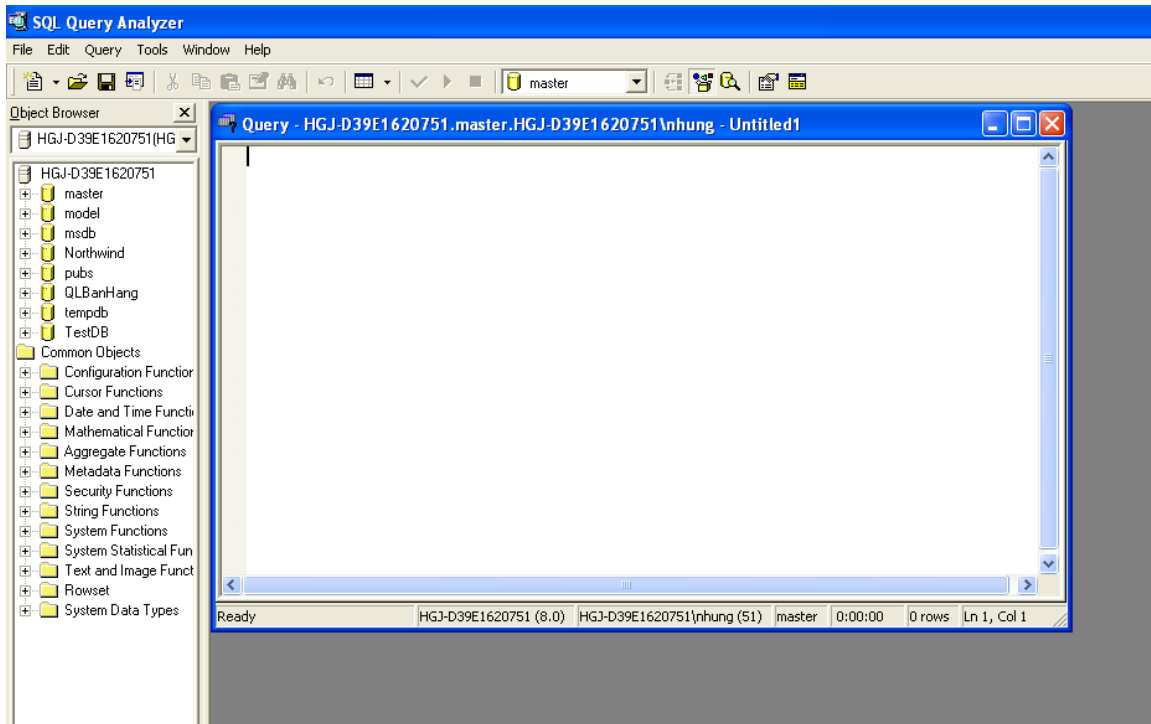 SQL Query Analyzer
File Edit Query Tools Window Help
master
Object Browser
HGJ-D39E1620751(HG
HGJ-D39E1620751
master
model
msdb
Northwind
pubs
QLBanHang
tempdb
TestDB
Common Objects
Configuration Function
Cursor Functions
Date and Time Functi
Mathematical Function
Aggregate Functions
Metadata Functions
Security Functions
String Functions
System Functions
System Statistical Fun
Text and Image Funct
Rowset
System Data Types
Query - HGJ-D39E1620751.master.HGJ-D39E1620751\nhung - Untitled1
Ready HGJ-D39E1620751 (8.0) HGJ-D39E1620751\nhung (51) master 0:00:00 0 rows Ln 1, Col 1